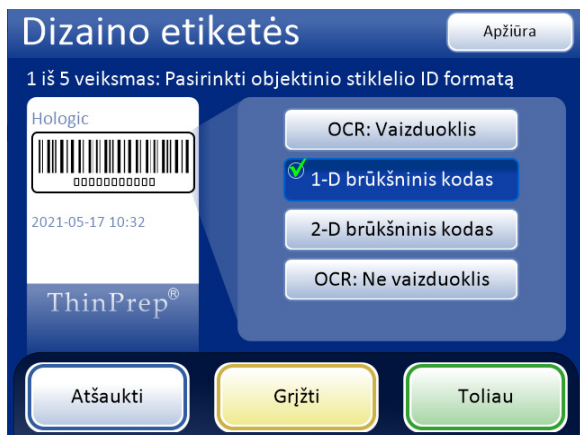 Dizaino etiketės
Apžiūra
1 iš 5 veiksmas: Pasirinkti objektinio stiklelio ID formatą
Hologic
00000000000
2021-05-17 10:32
ThinPrep®
OCR: Vaizduoklis
1-D brūkšninis kodas
2-D brūkšninis kodas
OCR: Ne vaizduoklis
Atšaukti
Grįžti
Toliau